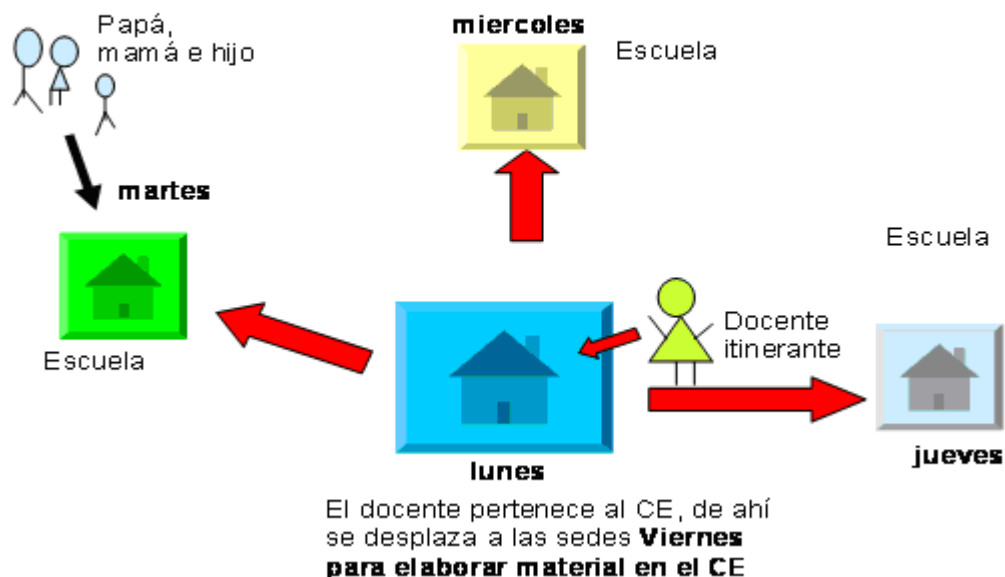 Papá,
mamá e hijo
miercoles
Escuela
martes
Escuela
Escuela
Docente
itinerante
jueves
lunes
El docente pertenece al CE, de ahí
se desplaza a las sedes Viernes
para elaborar material en el CE